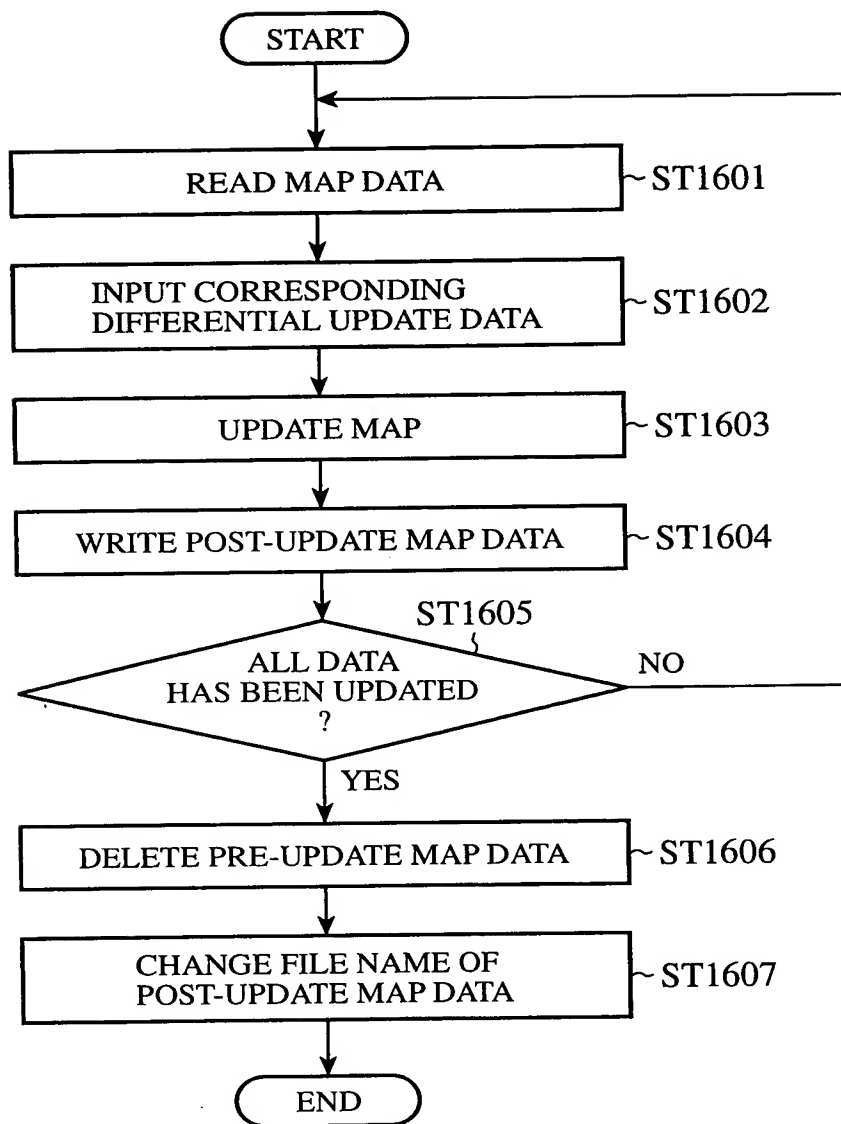 START
READ MAP DATA
ST1601
INPUT CORRESPONDING
DIFFERENTIAL UPDATE DATA
ST1602
UPDATE MAP
ST1603
WRITE POST-UPDATE MAP DATA
ST1604
ST1605
ALL DATA
HAS BEEN UPDATED
?
NO
YES
DELETE PRE-UPDATE MAP DATA
ST1606
CHANGE FILE NAME OF
POST-UPDATE MAP DATA
ST1607
END